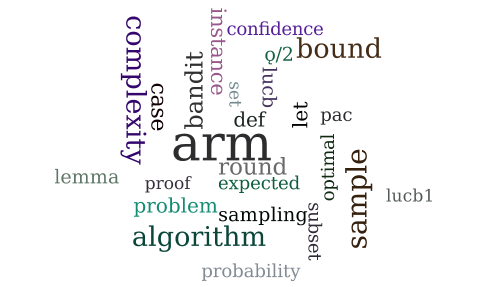 complexity
instance
confidence
ǫ/2
bound
case
bandit
set
lucb
def
let
pac
arm
round
optimal
sample
lemma
proof
expected
lucb1
problem
sampling
subset
algorithm
probability